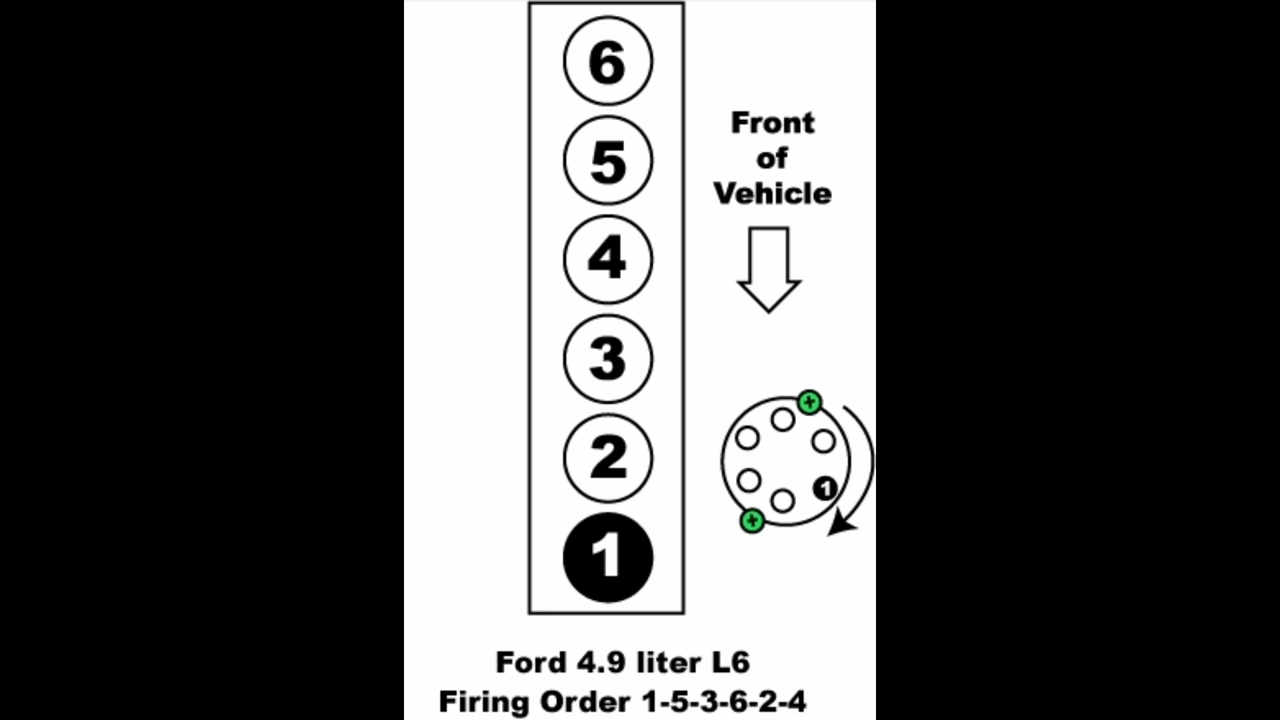 6
5
4
3
2
1
Front
of
Vehicle
+
1
+
Ford 4.9 liter L6
Firing Order 1-5-3-6-2-4